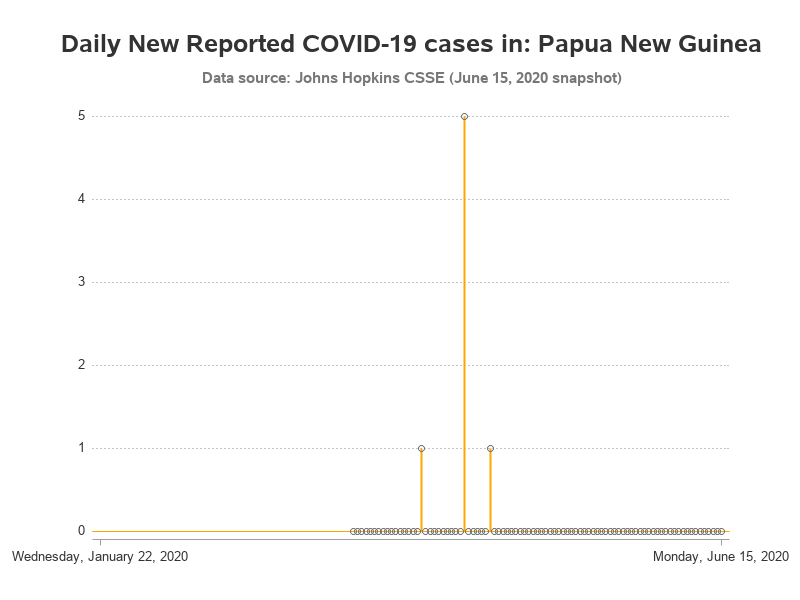 Daily New Reported COVID-19 cases in: Papua New Guinea
Data source: Johns Hopkins CSSE (June 15, 2020 snapshot)
5
4
3
2
1
0
Wednesday, January 22, 2020
Monday, June 15, 2020